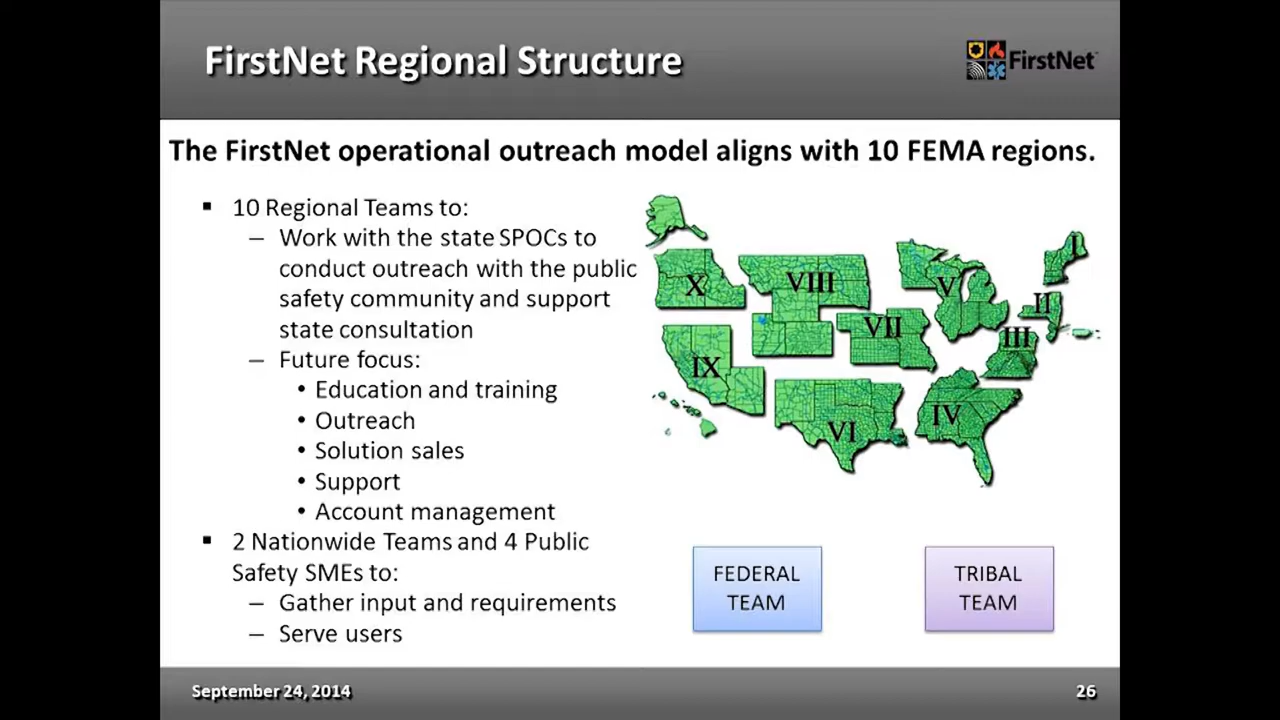 FirstNet Regional Structure
FirstNet™
The FirstNet operational outreach model aligns with 10 FEMA regions.
▪ 10 Regional Teams to:
– Work with the state SPOCs to
conduct outreach with the public
safety community and support
state consultation
– Future focus:
• Education and training
• Outreach
• Solution sales
• Support
• Account management
▪ 2 Nationwide Teams and 4 Public
Safety SMEs to:
– Gather input and requirements
– Serve users
I
X
VIII
V
II
VII
III
IX
IV
VI
FEDERAL
TEAM
TRIBAL
TEAM
September 24, 2014
26